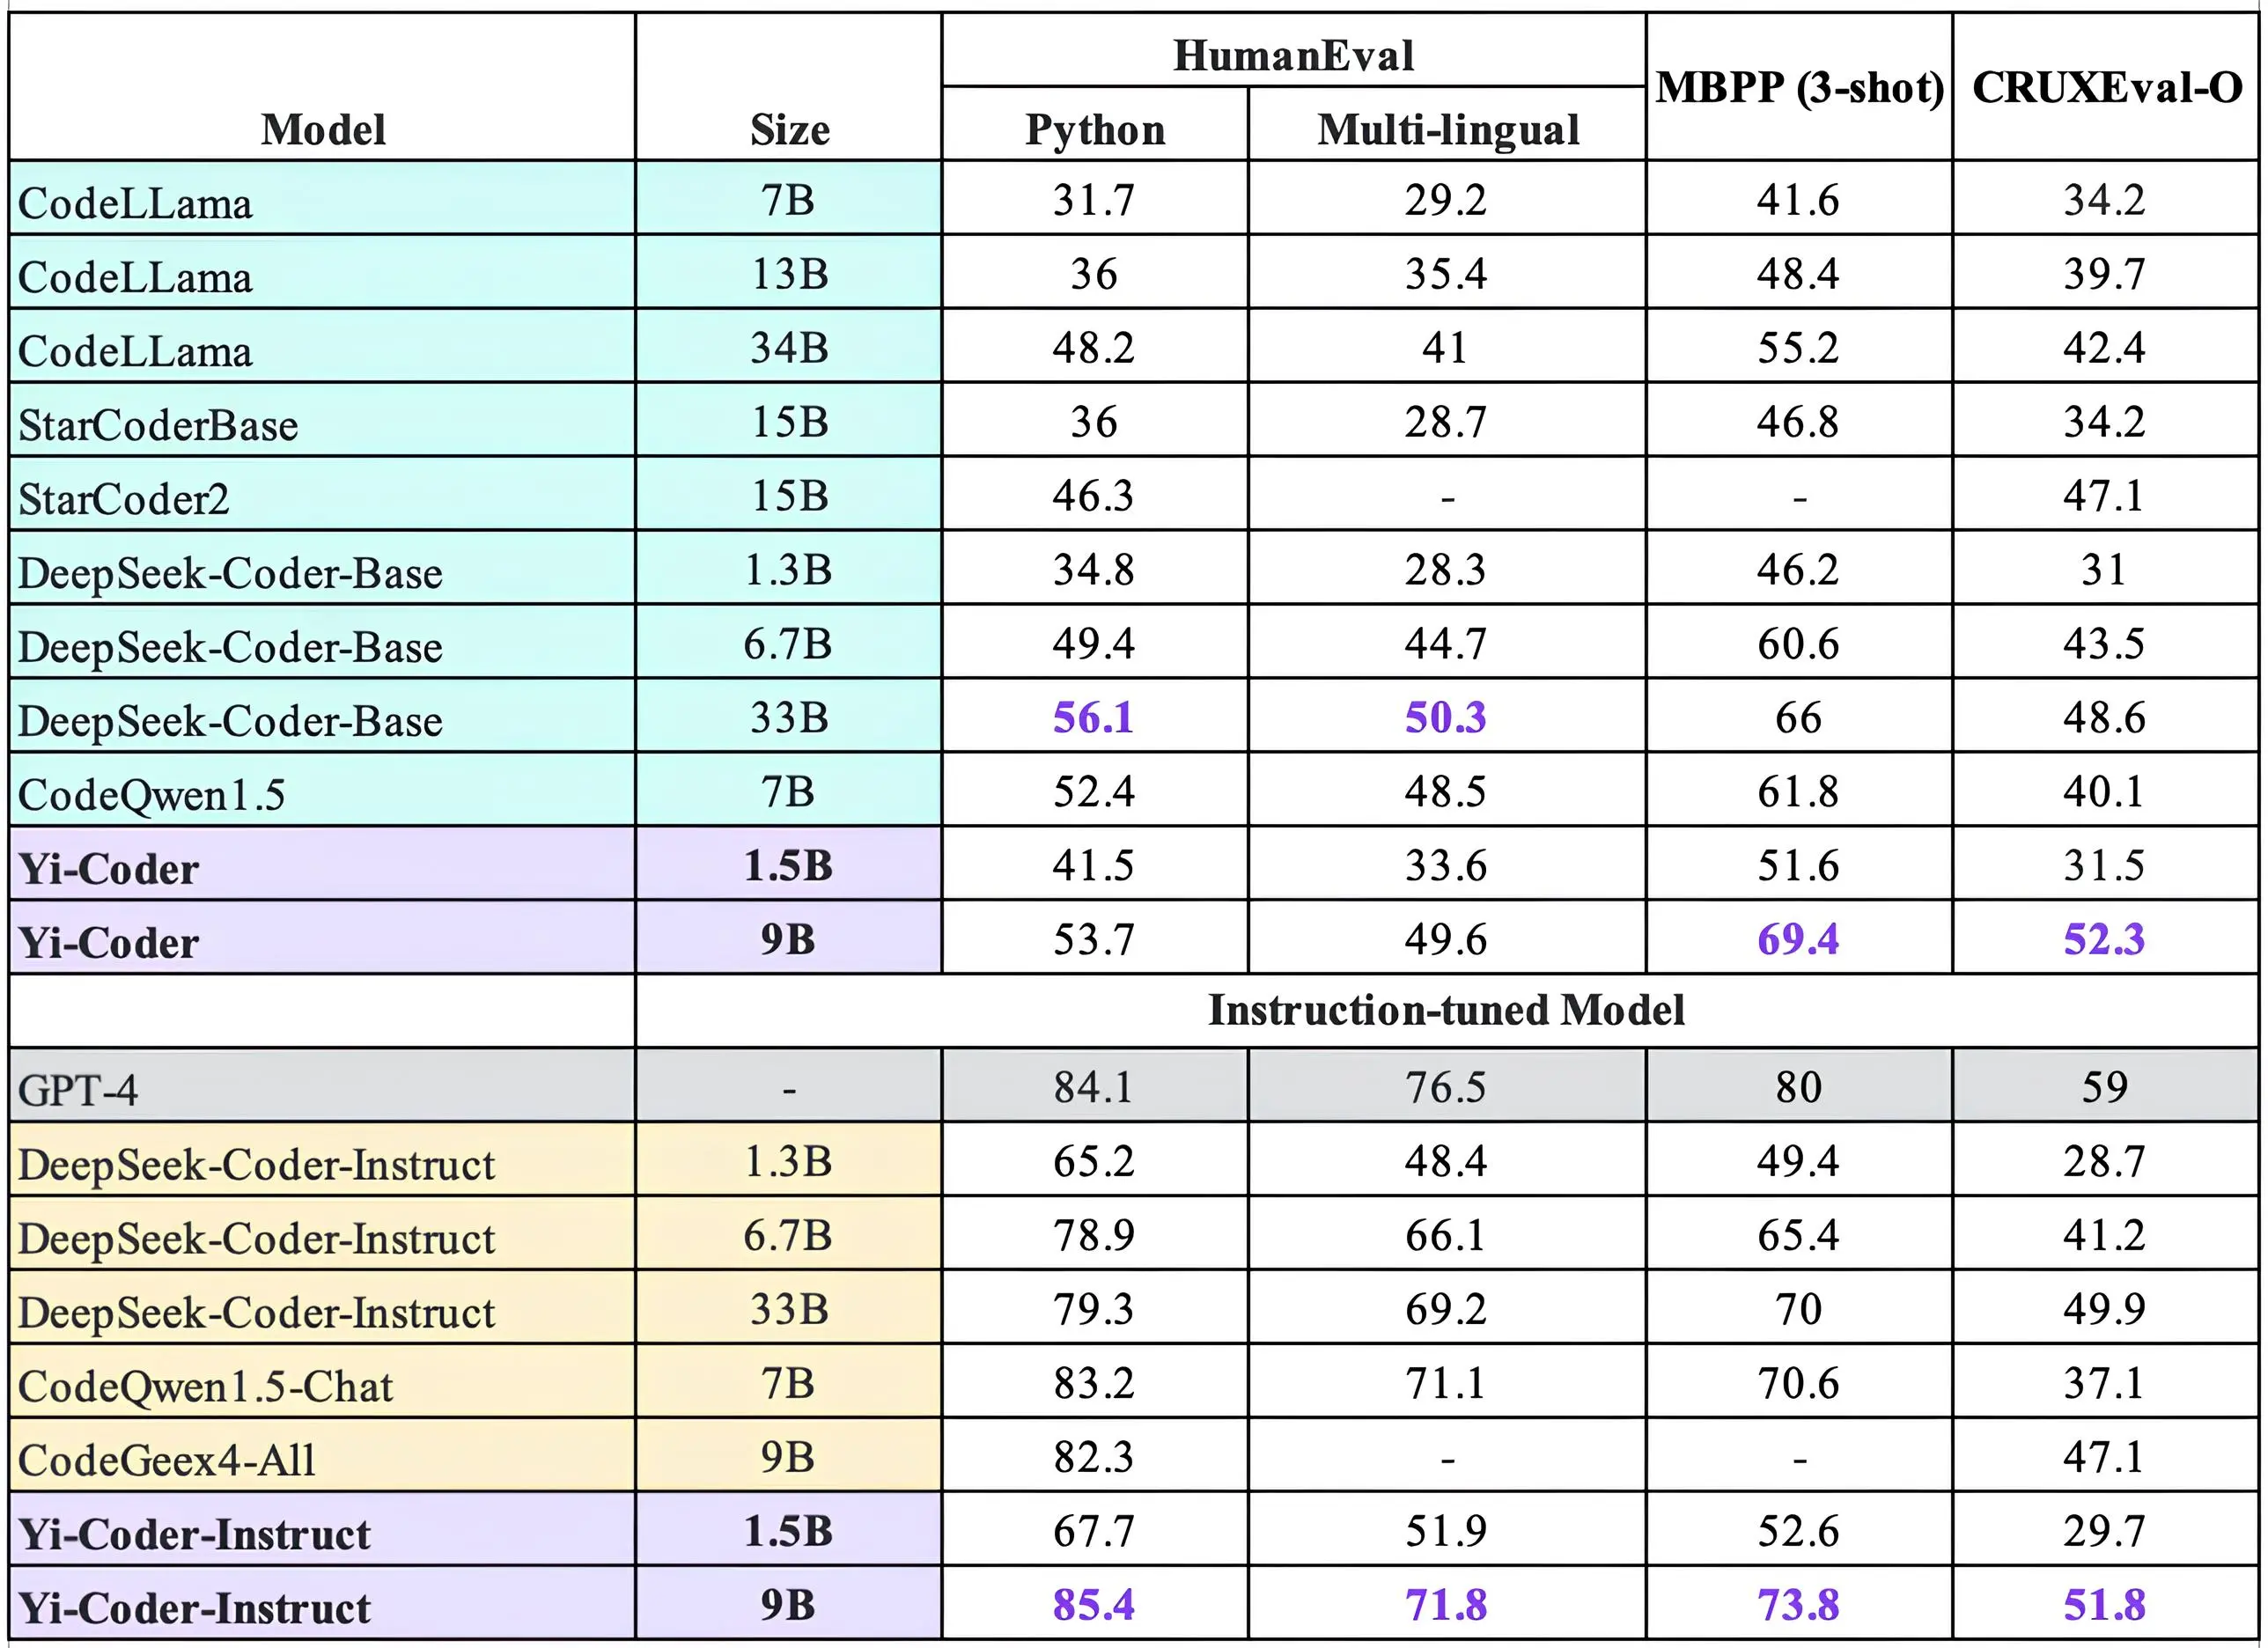 Model Size HumanEval MBPP (3-shot) CRUXEval-O
Python Multi-lingual
CodeLLama 7B 31.7 29.2 41.6 34.2
CodeLLama 13B 36 35.4 48.4 39.7
CodeLLama 34B 48.2 41 55.2 42.4
StarCoderBase 15B 36 28.7 46.8 34.2
StarCoder2 15B 46.3 - - 47.1
DeepSeek-Coder-Base 1.3B 34.8 28.3 46.2 31
DeepSeek-Coder-Base 6.7B 49.4 44.7 60.6 43.5
DeepSeek-Coder-Base 33B 56.1 50.3 66 48.6
CodeQwen1.5 7B 52.4 48.5 61.8 40.1
Yi-Coder 1.5B 41.5 33.6 51.6 31.5
Yi-Coder 9B 53.7 49.6 69.4 52.3
Instruction-tuned Model
GPT-4 - 84.1 76.5 80 59
DeepSeek-Coder-Instruct 1.3B 65.2 48.4 49.4 28.7
DeepSeek-Coder-Instruct 6.7B 78.9 66.1 65.4 41.2
DeepSeek-Coder-Instruct 33B 79.3 69.2 70 49.9
CodeQwen1.5-Chat 7B 83.2 71.1 70.6 37.1
CodeGeex4-All 9B 82.3 - - 47.1
Yi-Coder-Instruct 1.5B 67.7 51.9 52.6 29.7
Yi-Coder-Instruct 9B 85.4 71.8 73.8 51.8